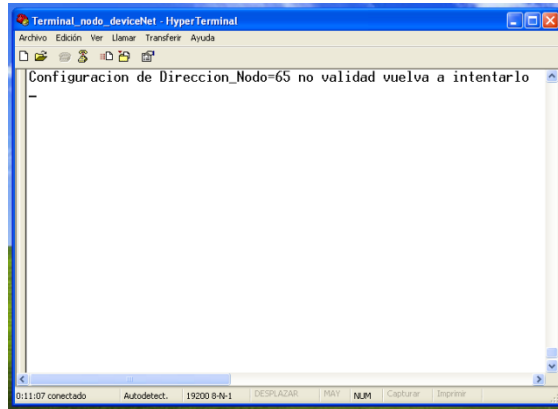 Terminal_nodo_deviceNet - HyperTerminal
Archivo Edición Ver Llamar Transferir Ayuda
Configuracion de Direccion_Nodo=65 no validad vuelva a intentarlo
_
0:11:07 conectado Autodetect. 19200 8-N-1 DESPLAZAR MAY NUM Capturar Imprimir